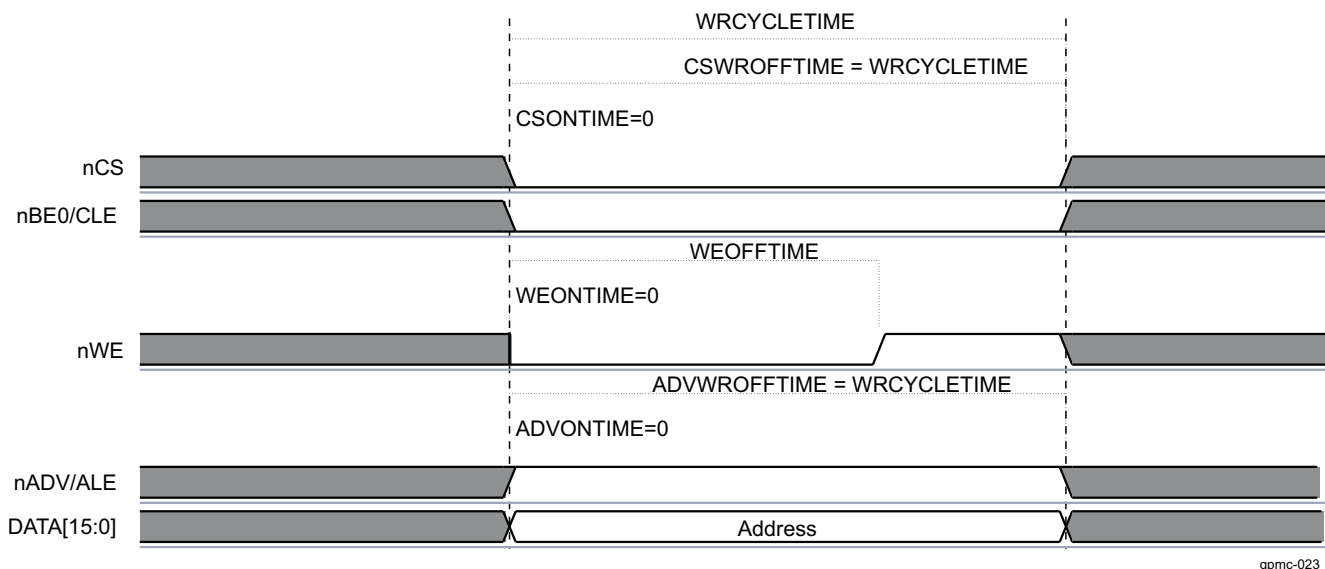 WRCYCLETIME
CSWROFFTIME = WRCYCLETIME
CSONTIME=0
nCS
nBE0/CLE
WEOFFTIME
WEONTIME=0
nWE
ADVWROFFTIME = WRCYCLETIME
ADVONTIME=0
nADV/ALE
DATA[15:0]
Address
gpmc-023